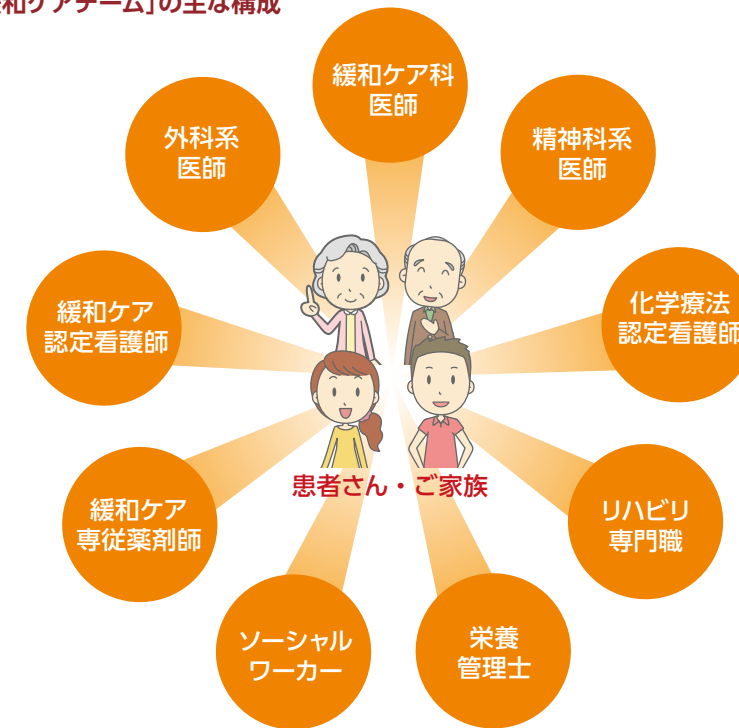 和ケアチーム」の主な構成
緩和ケア科
医師
外科系
医師
精神科系
医師
緩和ケア
認定看護師
化学療法
認定看護師
患者さん・ご家族
緩和ケア
専従薬剤師
リハビリ
専門職
ソーシャル
ワーカー
栄養
管理士